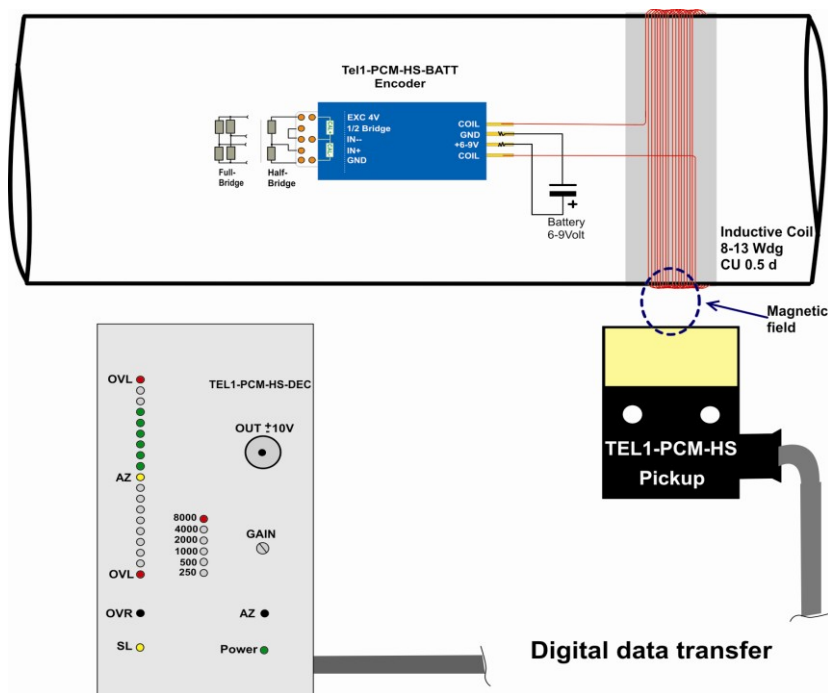 Tel1-PCM-HS-BATT
Encoder
EXC 4V
1/2 Bridge
IN--
IN+
GND
COIL
GND
+6-9V
COIL
Full-
Bridge
Half-
Bridge
+
Battery
6-9Volt
Inductive Coil
8-13 Wdg
CU 0.5 d
Magnetic
field
TEL1-PCM-HS
Pickup
OVL
TEL1-PCM-HS-DEC
OUT ±10V
AZ
8000
4000
2000
1000
500
250
GAIN
OVL
OVR
AZ
SL
Power
Digital data transfer